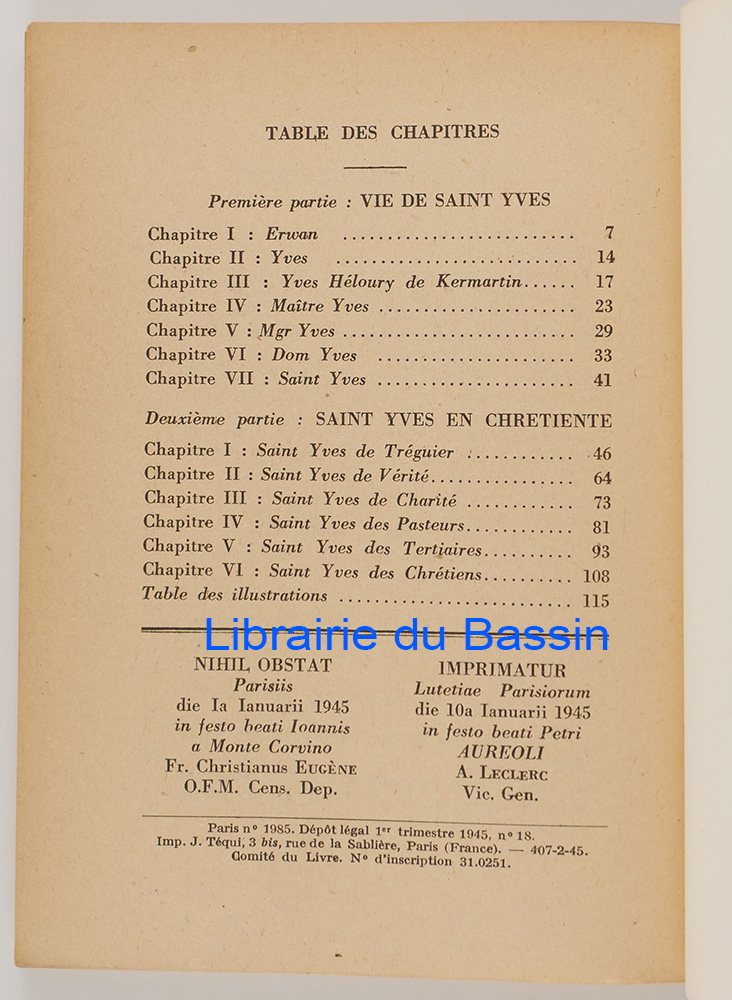 TABLE DES CHAPITRES
Première partie : VIE DE SAINT YVES
Chapitre I : Erwan .......................... 7
Chapitre II : Yves .......................... 14
Chapitre III : Yves Héloury de Kermartin...... 17
Chapitre IV : Maître Yves ...................... 23
Chapitre V : Mgr Yves .......................... 29
Chapitre VI : Dom Yves ...................... 33
Chapitre VII : Saint Yves ...................... 41
Deuxième partie : SAINT YVES EN CHRETIENTE
Chapitre I : Saint Yves de Tréguier ............ 46
Chapitre II : Saint Yves de Vérité................ 64
Chapitre III : Saint Yves de Charité ............ 73
Chapitre IV : Saint Yves des Pasteurs............ 81
Chapitre V : Saint Yves des Tertiaires.......... 93
Chapitre VI : Saint Yves des Chrétiens.......... 108
Table des illustrations .......................... 115
Librairie du Bassin
NIHIL OBSTAT
Parisiis
die Ia Ianuarii 1945
in festo beati Ioannis
a Monte Corvino
Fr. Christianus EUGÈNE
O.F.M. Cens. Dep.
IMPRIMATUR
Lutetiae Parisiorum
die 10a Ianuarii 1945
in festo beati Petri
AUREOLI
A. LECLERC
Vic. Gen.
Paris nº 1985. Dépôt légal 1er trimestre 1945, nº 18.
Imp. J. Téqui, 3 bis, rue de la Sablière, Paris (France). — 407-2-45.
Comité du Livre. Nº d'inscription 31.0251.